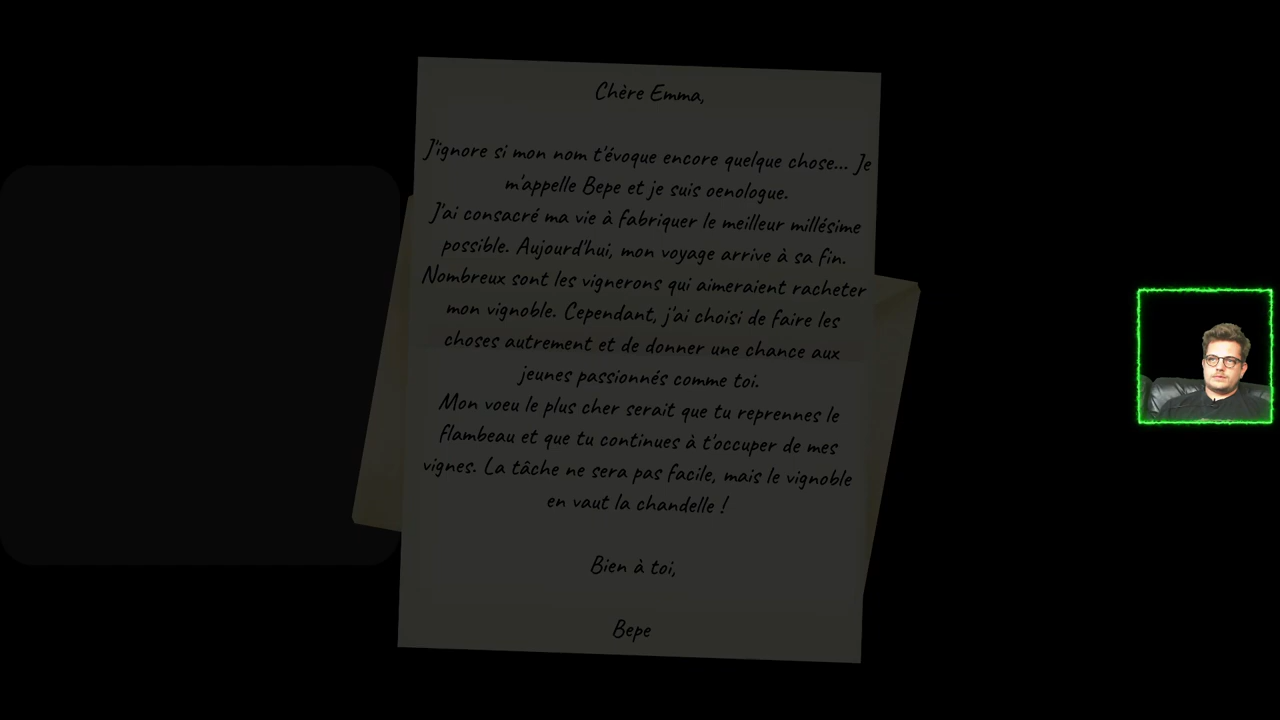 Chère Emma,
J'ignore si mon nom t'évoque encore quelque chose... Je
m'appelle Bepe et je suis oenologue.
J'ai consacré ma vie à fabriquer le meilleur millésime
possible. Aujourd'hui, mon voyage arrive à sa fin.
Nombreux sont les vignerons qui aimeraient racheter
mon vignoble. Cependant, j'ai choisi de faire les
choses autrement et de donner une chance aux
jeunes passionnés comme toi.
Mon voeu le plus cher serait que tu reprennes le
flambeau et que tu continues à t'occuper de mes
vignes. La tâche ne sera pas facile, mais le vignoble
en vaut la chandelle !
Bien à toi,
Bepe